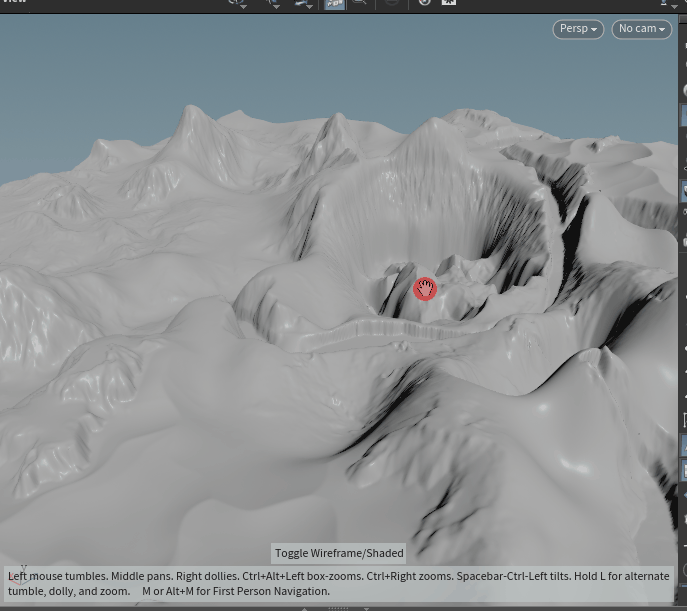 View
Persp
No cam
Toggle Wireframe/Shaded
Left mouse tumbles. Middle pans. Right dollies. Ctrl+Alt+Left box-zooms. Ctrl+Right zooms. Spacebar-Ctrl-Left tilts. Hold L for alternate
tumble, dolly, and zoom. M or Alt+M for First Person Navigation.